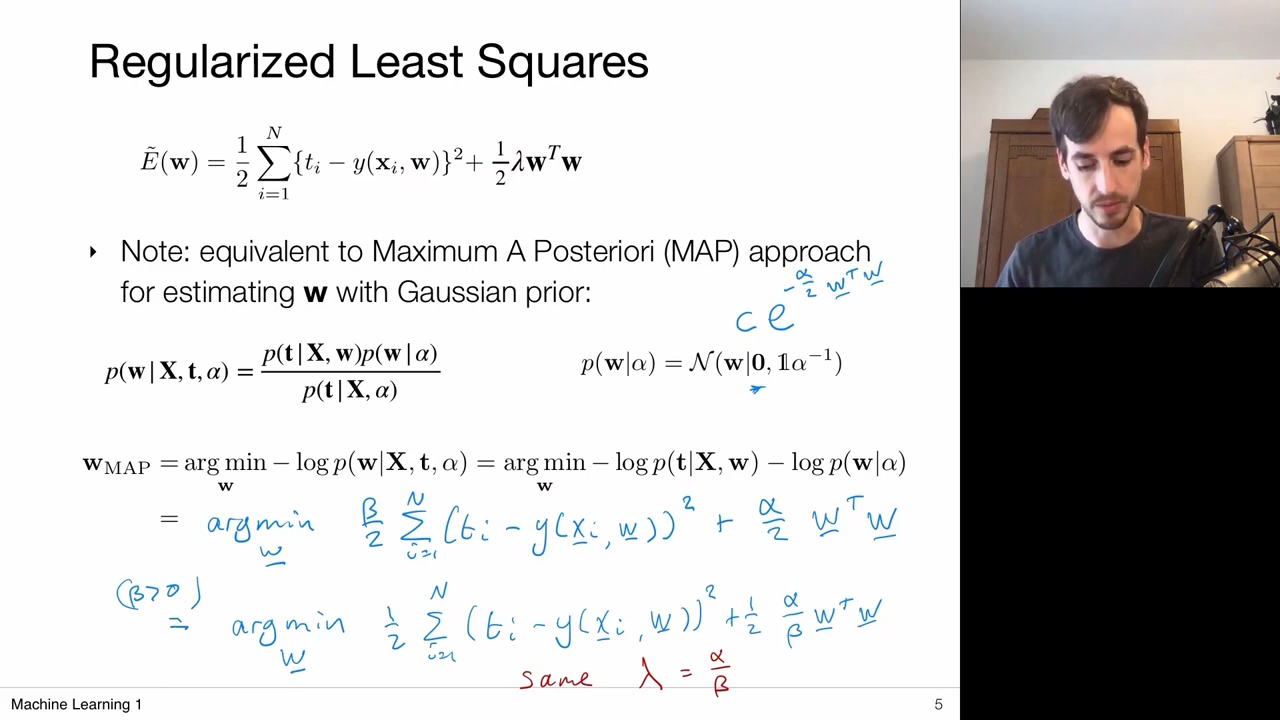 Regularized Least Squares
Ẽ(w) = 1/2 ∑_{i=1}^{N} {t_i − y(x_i, w)}² + 1/2 λw^T w
‣ Note: equivalent to Maximum A Posteriori (MAP) approach
for estimating w with Gaussian prior:
c e^{−α/2 w^T w}
p(w | X, t, α) = p(t | X, w)p(w | α) / p(t | X, α)
p(w|α) = 𝒩(w|0, 𝟙α⁻¹)
w_MAP = arg min_w − log p(w|X, t, α) = arg min_w − log p(t|X, w) − log p(w|α)
= argmin_w β/2 ∑_{i=1}^{N} (t_i − y(x_i, w))² + α/2 w^T w
(β>0)
= argmin_w 1/2 ∑_{i=1}^{N} (t_i − y(x_i, w))² + 1/2 α/β w^T w
same λ = α/β
Machine Learning 1
5